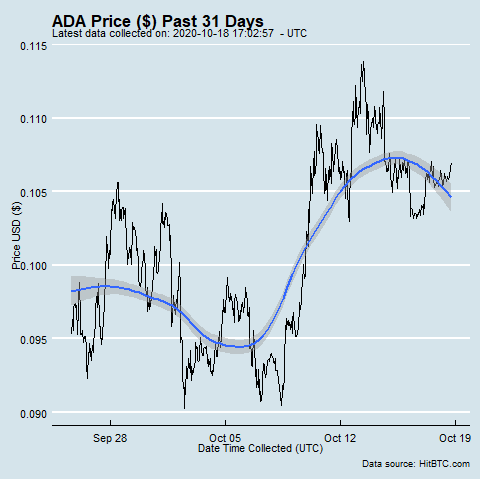 ADA Price ($) Past 31 Days
Latest data collected on: 2020-10-18 17:02:57 - UTC
0.115
0.110
0.105
0.100
0.095
0.090
Price USD ($)
Sep 28
Oct 05
Oct 12
Oct 19
Date Time Collected (UTC)
Data source: HitBTC.com